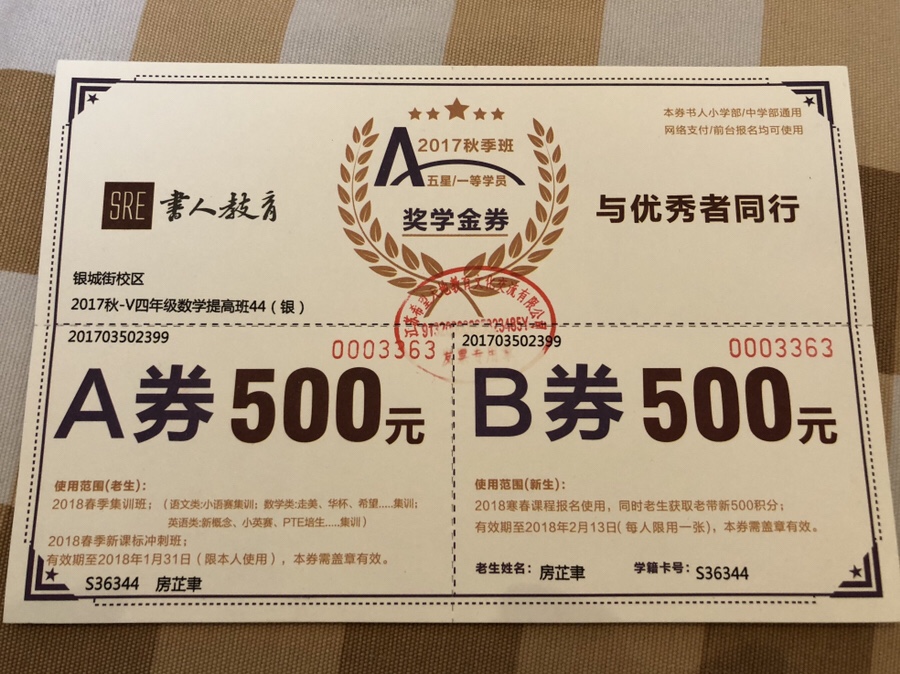 本券书人小学部/中学部通用
网络支付/前台报名均可使用
A 2017秋季班
五星/一等学员
奖学金券
SRE 書人教育
与优秀者同行
银城街校区
2017秋-V四年级数学提高班44（银）
201703502399
0003363
A券500元
使用范围(老生)：
2018春季集训班；（语文类:小语赛集训；数学类:走美、华杯、希望.....集训；
英语类:新概念、小英赛、PTE培生.....集训）
2018春季新课标冲刺班；
有效期至2018年1月31日（限本人使用），本券需盖章有效。
S36344 房芷聿
201703502399
0003363
B券500元
使用范围(新生)：
2018寒春课程报名使用，同时老生获取老带新500积分；
有效期至2018年2月13日(每人限用一张)，本券需盖章有效。
老生姓名：房芷聿 学籍卡号：S36344